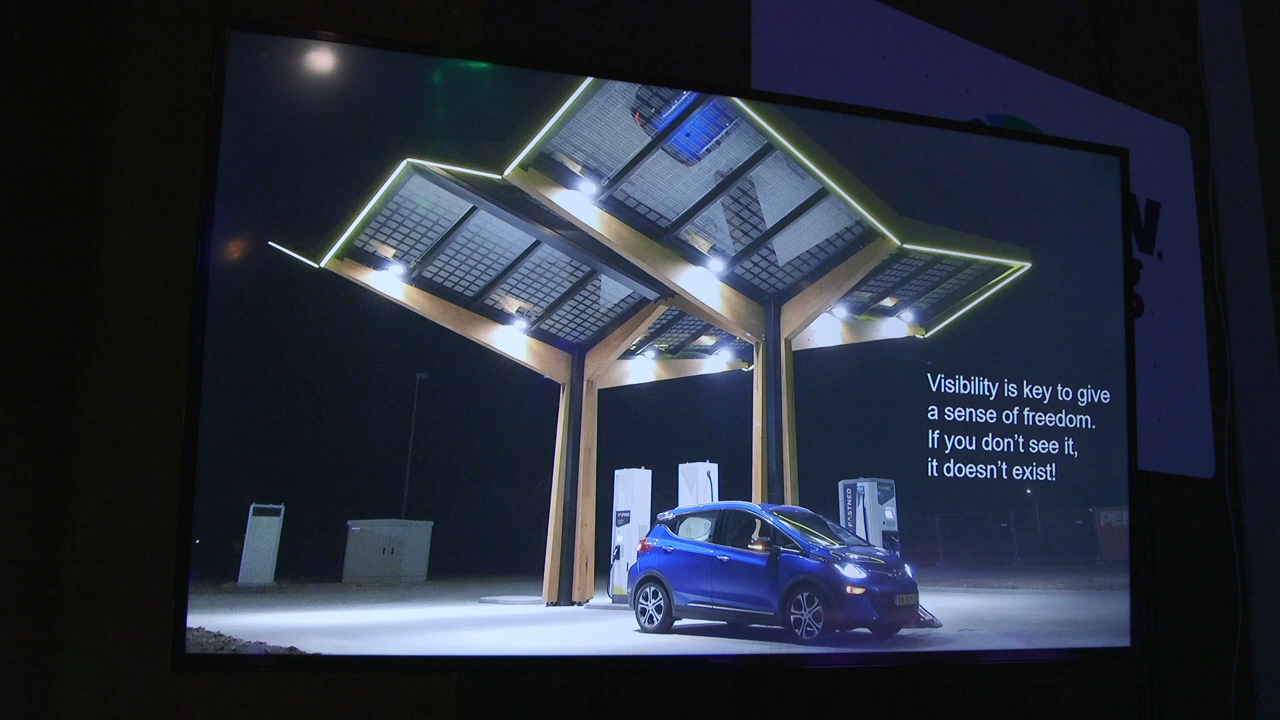 Visibility is key to give
a sense of freedom.
If you don't see it,
it doesn't exist!
FASTNED